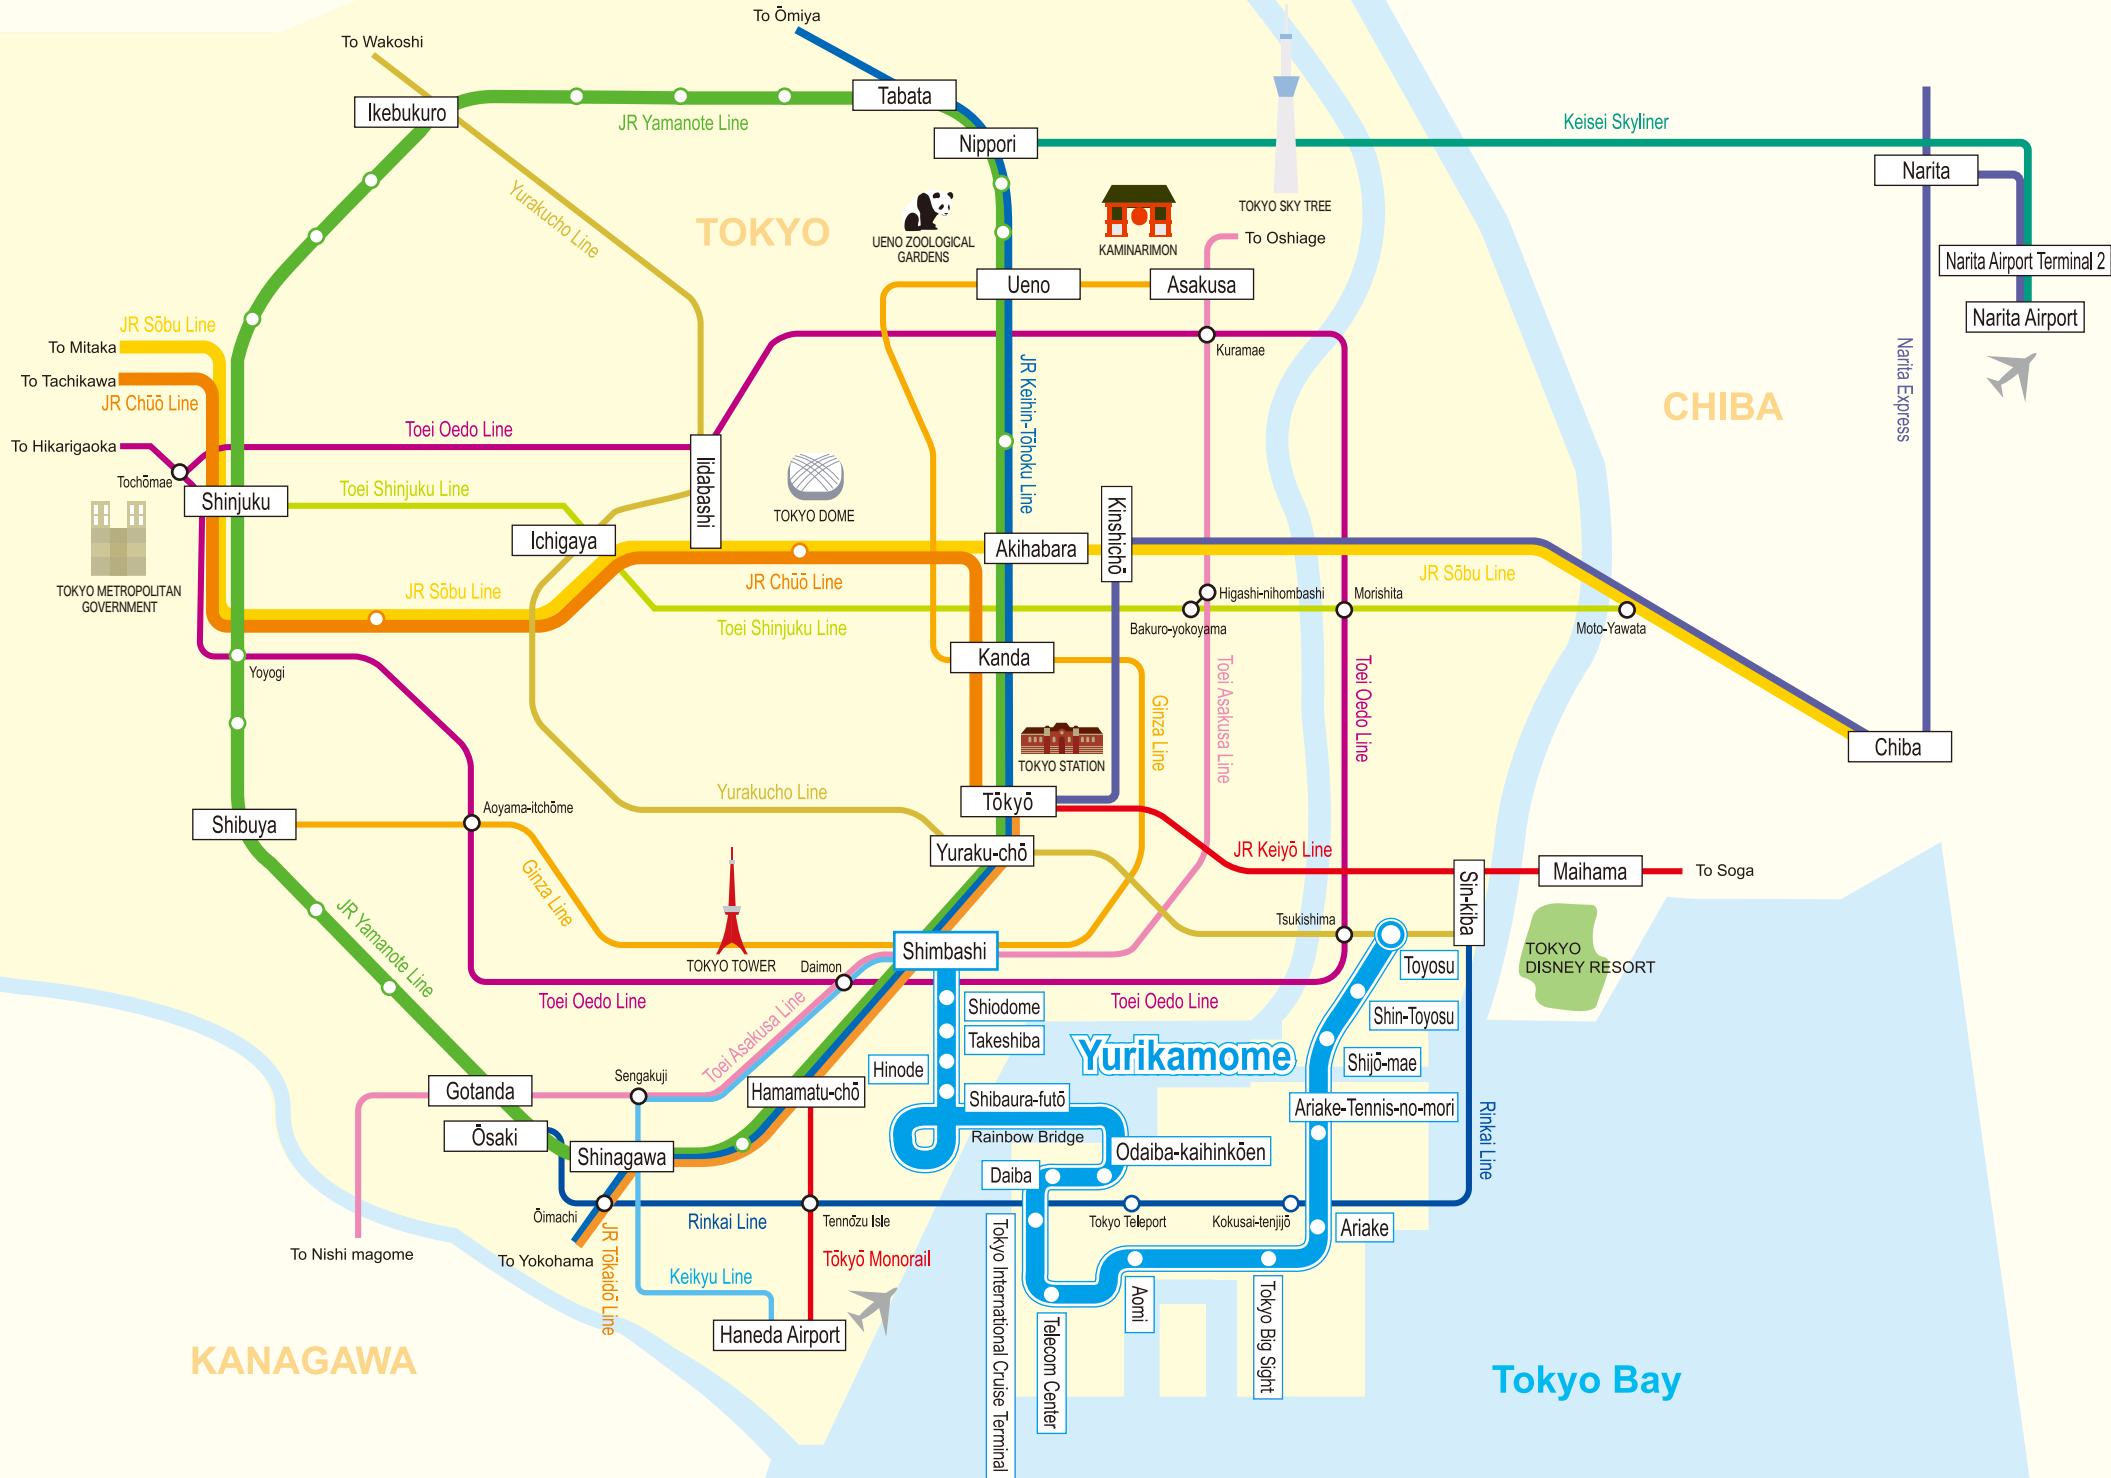 To Ōmiya
To Wakoshi
Tabata
Ikebukuro
JR Yamanote Line
Keisei Skyliner
Nippori
Narita
Yurakucho Line
TOKYO
UENO ZOOLOGICAL
GARDENS
KAMINARIMON
TOKYO SKY TREE
To Oshiage
Narita Airport Terminal 2
Ueno
Asakusa
Narita Airport
JR Sōbu Line
To Mitaka
To Tachikawa
JR Chūō Line
Kuramae
JR Keihin-Tōhoku Line
Narita Express
CHIBA
To Hikarigaoka
Toei Oedo Line
Tochōmae
Shinjuku
Toei Shinjuku Line
Iidabashi
TOKYO DOME
Kinshichō
Ichigaya
Akihabara
TOKYO METROPOLITAN
GOVERNMENT
JR Sōbu Line
JR Chūō Line
JR Sōbu Line
Higashi-nihombashi
Morishita
Toei Shinjuku Line
Bakuro-yokoyama
Moto-Yawata
Yoyogi
Kanda
Toei Asakusa Line
Toei Oedo Line
Ginza Line
TOKYO STATION
Chiba
Yurakucho Line
Tōkyō
Aoyama-itchōme
Shibuya
Yuraku-chō
JR Keiyō Line
Sin-kiba
Maihama
To Soga
Ginza Line
JR Yamanote Line
Tsukishima
Shimbashi
TOKYO TOWER
Daimon
Toyosu
TOKYO
DISNEY RESORT
Toei Oedo Line
Toei Oedo Line
Shiodome
Shin-Toyosu
Toei Asakusa Line
Takeshiba
Yurikamome
Shijō-mae
Hinode
Sengakuji
Gotanda
Hamamatu-chō
Shibaura-futō
Ariake-Tennis-no-mori
Ōsaki
Rainbow Bridge
Rinkai Line
Shinagawa
Odaiba-kaihinkōen
Daiba
Ōimachi
Rinkai Line
Tennōzu Isle
Tokyo Teleport
Kokusai-tenjijō
Ariake
To Nishi magome
To Yokohama
JR Tōkaidō Line
Tōkyō Monorail
Keikyu Line
Tokyo International Cruise Terminal
Telecom Center
Aomi
Tokyo Big Sight
Haneda Airport
KANAGAWA
Tokyo Bay